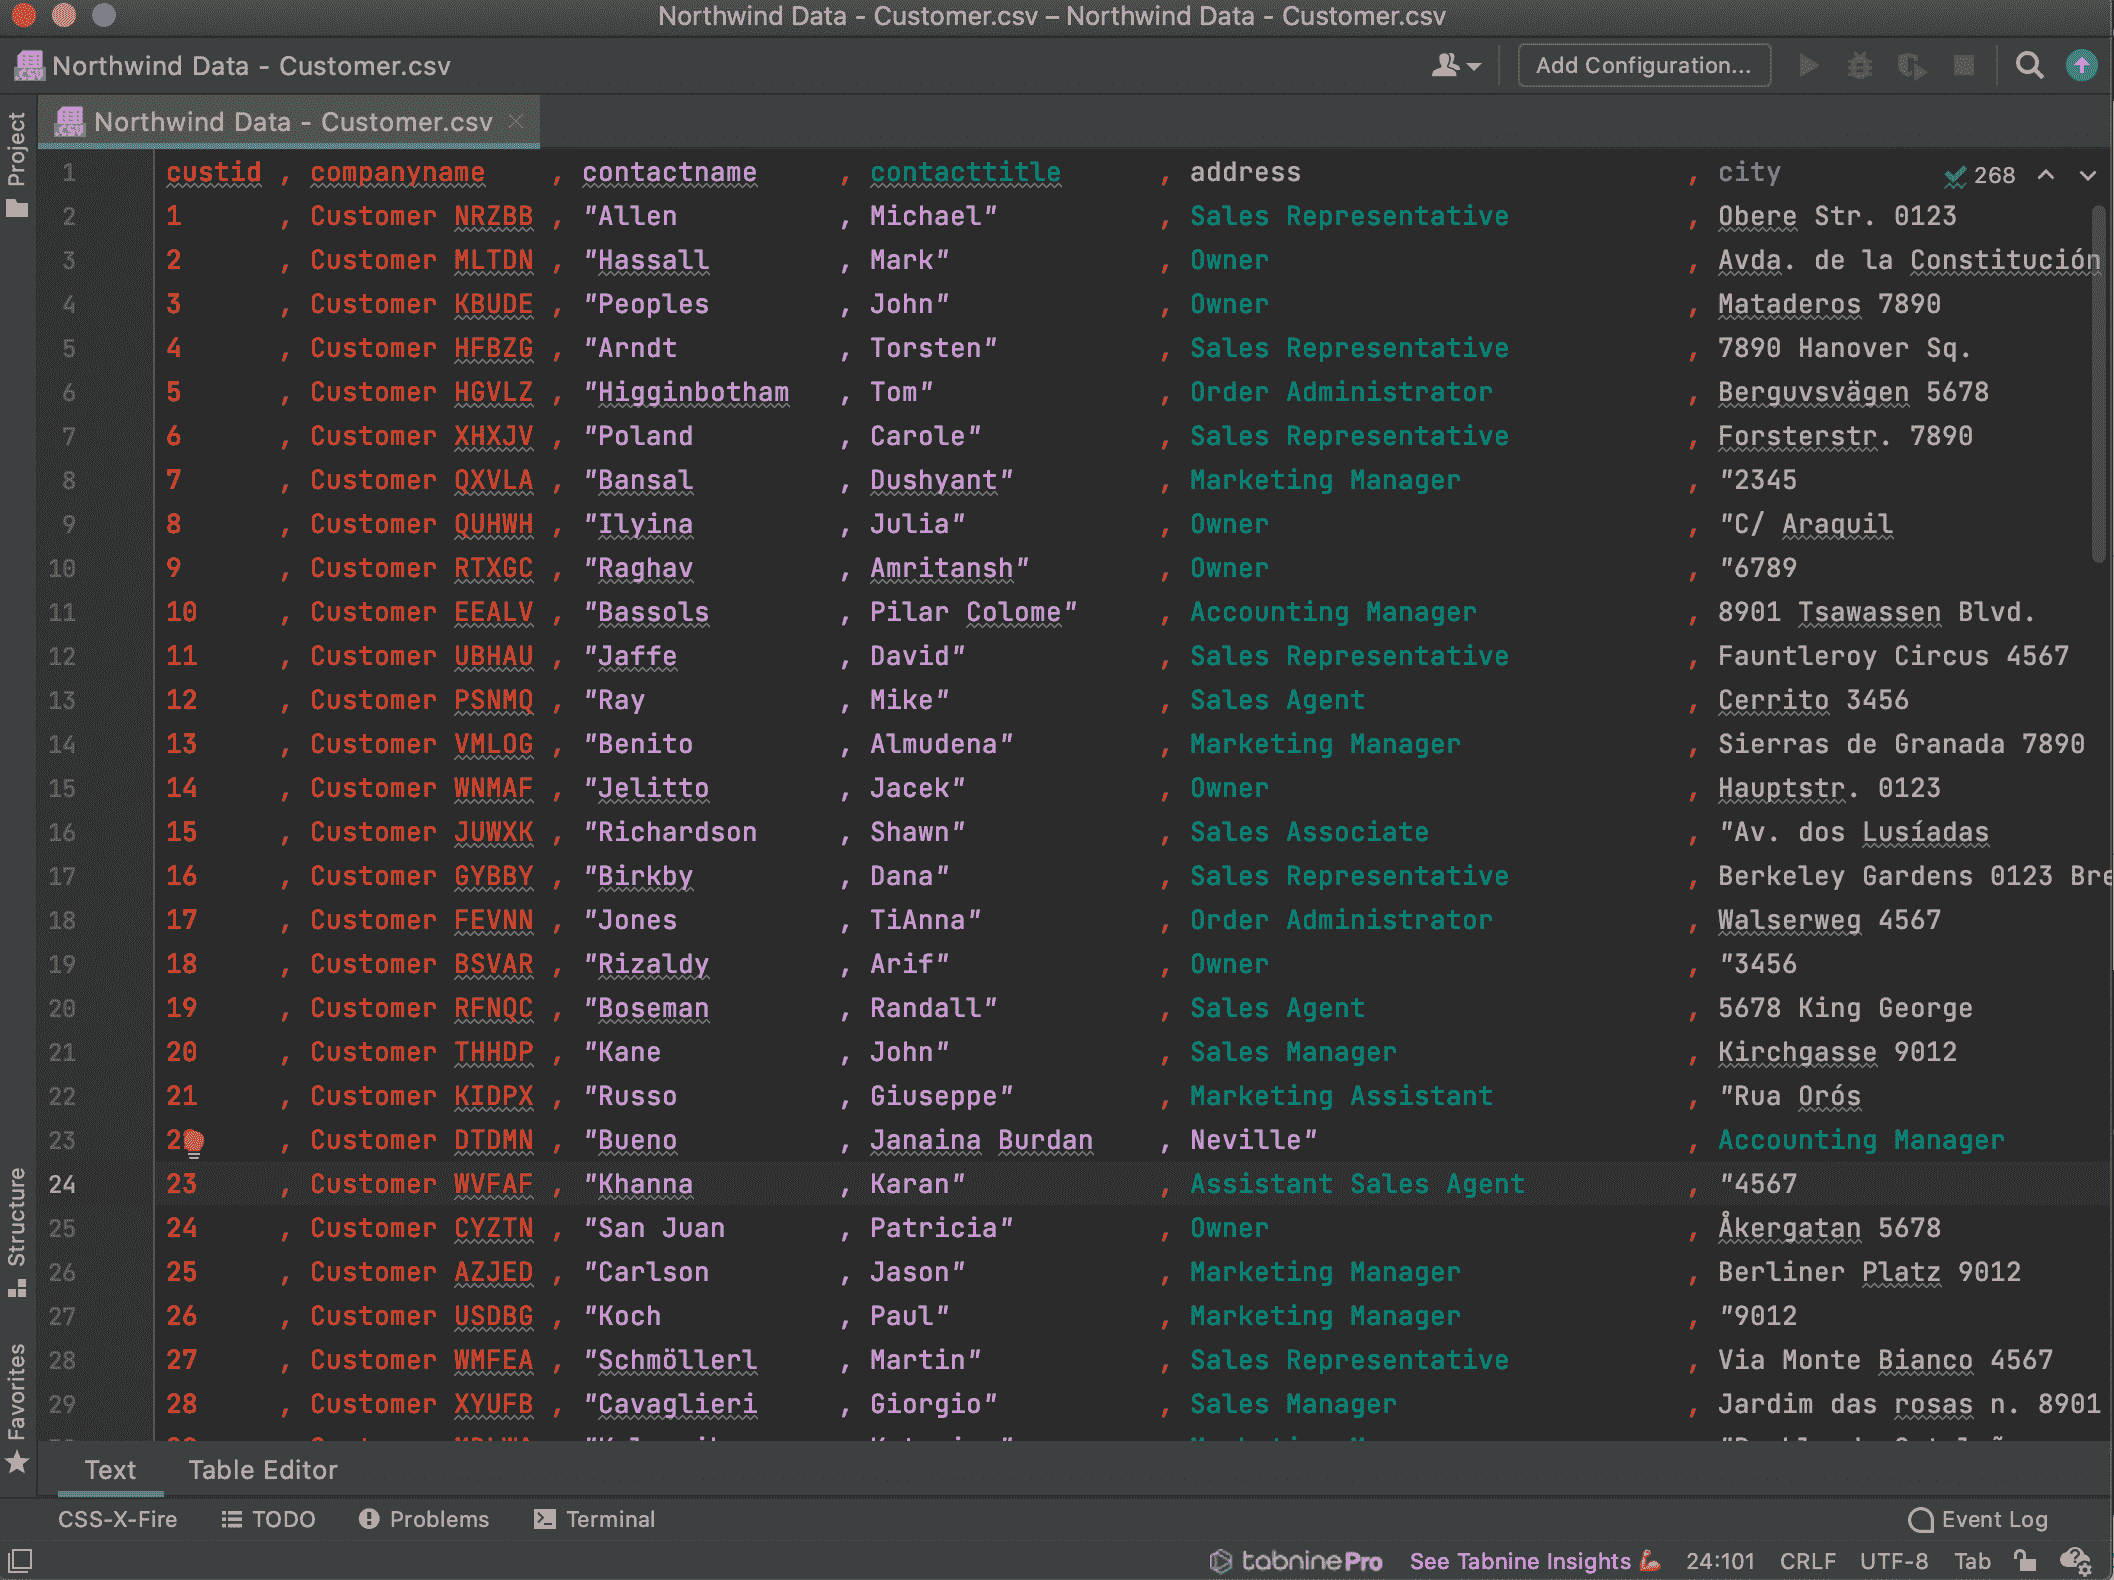 Northwind Data - Customer.csv – Northwind Data - Customer.csv
Northwind Data - Customer.csv
Add Configuration...
Project
Northwind Data - Customer.csv
1 custid , companyname , contactname , contacttitle , address , city
268
2 1 , Customer NRZBB , "Allen , Michael" , Sales Representative , Obere Str. 0123
3 2 , Customer MLTDN , "Hassall , Mark" , Owner , Avda. de la Constitución
4 3 , Customer KBUDE , "Peoples , John" , Owner , Mataderos 7890
5 4 , Customer HFBZG , "Arndt , Torsten" , Sales Representative , 7890 Hanover Sq.
6 5 , Customer HGVLZ , "Higginbotham , Tom" , Order Administrator , Berguvsvägen 5678
7 6 , Customer XHXJV , "Poland , Carole" , Sales Representative , Forsterstr. 7890
8 7 , Customer QXVLA , "Bansal , Dushyant" , Marketing Manager , "2345
9 8 , Customer QUHWH , "Ilyina , Julia" , Owner , "C/ Araquil
10 9 , Customer RTXGC , "Raghav , Amritansh" , Owner , "6789
11 10 , Customer EEALV , "Bassols , Pilar Colome" , Accounting Manager , 8901 Tsawassen Blvd.
12 11 , Customer UBHAU , "Jaffe , David" , Sales Representative , Fauntleroy Circus 4567
13 12 , Customer PSNMQ , "Ray , Mike" , Sales Agent , Cerrito 3456
14 13 , Customer VMLOG , "Benito , Almudena" , Marketing Manager , Sierras de Granada 7890
15 14 , Customer WNMAF , "Jelitto , Jacek" , Owner , Hauptstr. 0123
16 15 , Customer JUWXK , "Richardson , Shawn" , Sales Associate , "Av. dos Lusíadas
17 16 , Customer GYBBY , "Birkby , Dana" , Sales Representative , Berkeley Gardens 0123 Bre
18 17 , Customer FEVNN , "Jones , TiAnna" , Order Administrator , Walserweg 4567
19 18 , Customer BSVAR , "Rizaldy , Arif" , Owner , "3456
20 19 , Customer RFNQC , "Boseman , Randall" , Sales Agent , 5678 King George
21 20 , Customer THHDP , "Kane , John" , Sales Manager , Kirchgasse 9012
22 21 , Customer KIDPX , "Russo , Giuseppe" , Marketing Assistant , "Rua Orós
23 2 , Customer DTDMN , "Bueno , Janaina Burdan , Neville" , Accounting Manager
24 23 , Customer WVFAF , "Khanna , Karan" , Assistant Sales Agent , "4567
25 24 , Customer CYZTN , "San Juan , Patricia" , Owner , Åkergatan 5678
26 25 , Customer AZJED , "Carlson , Jason" , Marketing Manager , Berliner Platz 9012
27 26 , Customer USDBG , "Koch , Paul" , Marketing Manager , "9012
28 27 , Customer WMFEA , "Schmöllerl , Martin" , Sales Representative , Via Monte Bianco 4567
29 28 , Customer XYUFB , "Cavaglieri , Giorgio" , Sales Manager , Jardim das rosas n. 8901
Structure
Favorites
Text Table Editor
CSS-X-Fire TODO Problems Terminal Event Log
tabnine Pro See Tabnine Insights 24:101 CRLF UTF-8 Tab